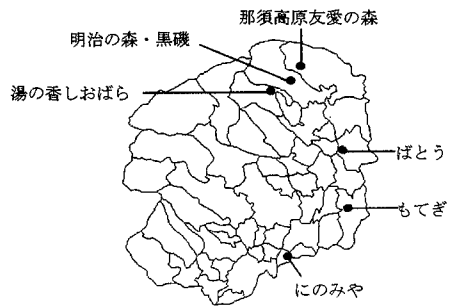 那須高原友愛の森
明治の森・黒磯
湯の香しおばら
ばとう
もてぎ
にのみや